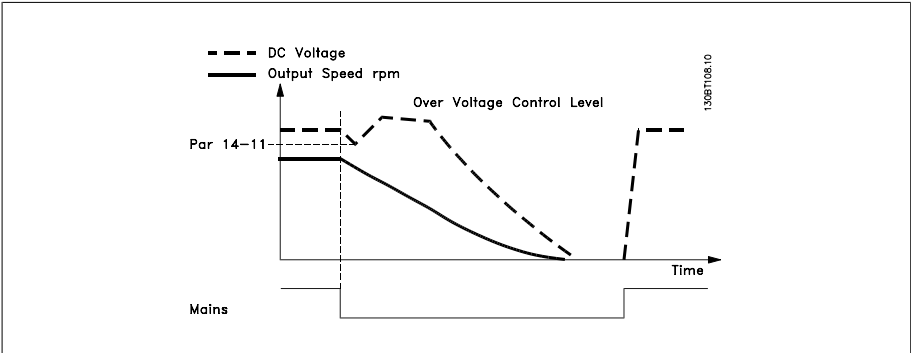 DC Voltage
Output Speed rpm
130BT108.10
Over Voltage Control Level
Par 14-11
Time
Mains